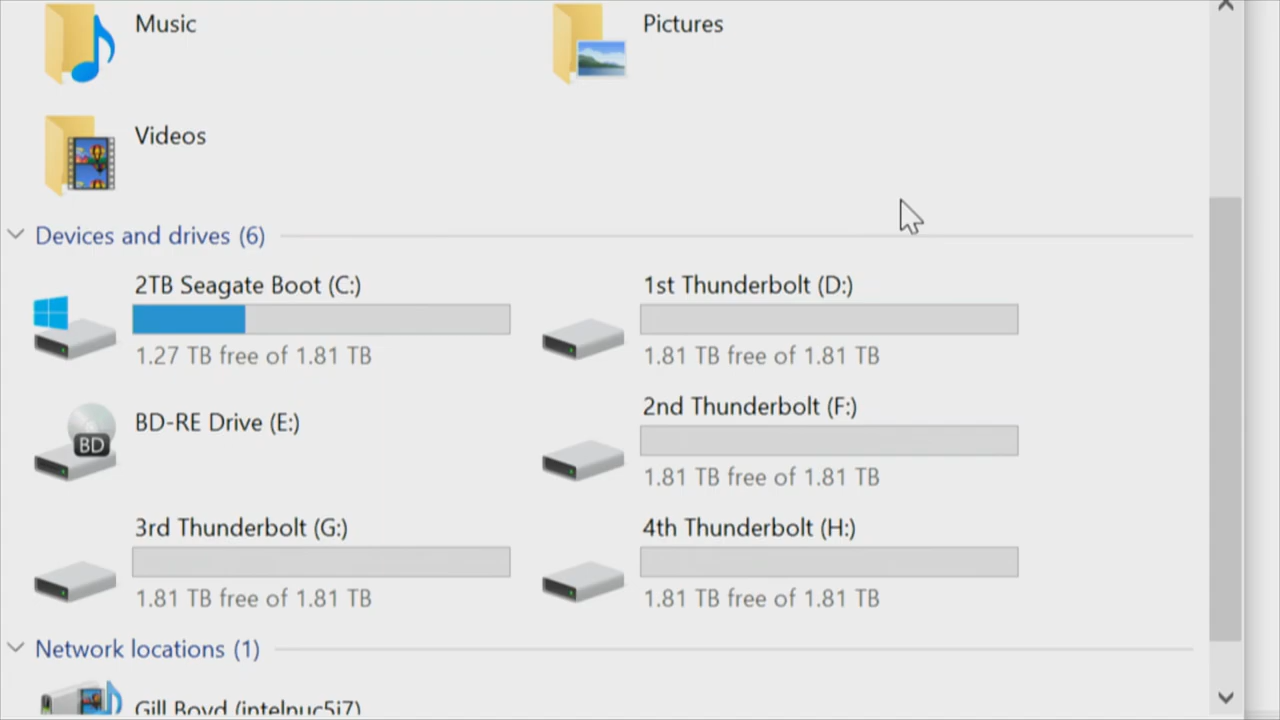 Music
Pictures
Videos
Devices and drives (6)
2TB Seagate Boot (C:)
1.27 TB free of 1.81 TB
1st Thunderbolt (D:)
1.81 TB free of 1.81 TB
BD-RE Drive (E:)
BD
2nd Thunderbolt (F:)
1.81 TB free of 1.81 TB
3rd Thunderbolt (G:)
1.81 TB free of 1.81 TB
4th Thunderbolt (H:)
1.81 TB free of 1.81 TB
Network locations (1)
Gill Boyd (intelnuc5i7)